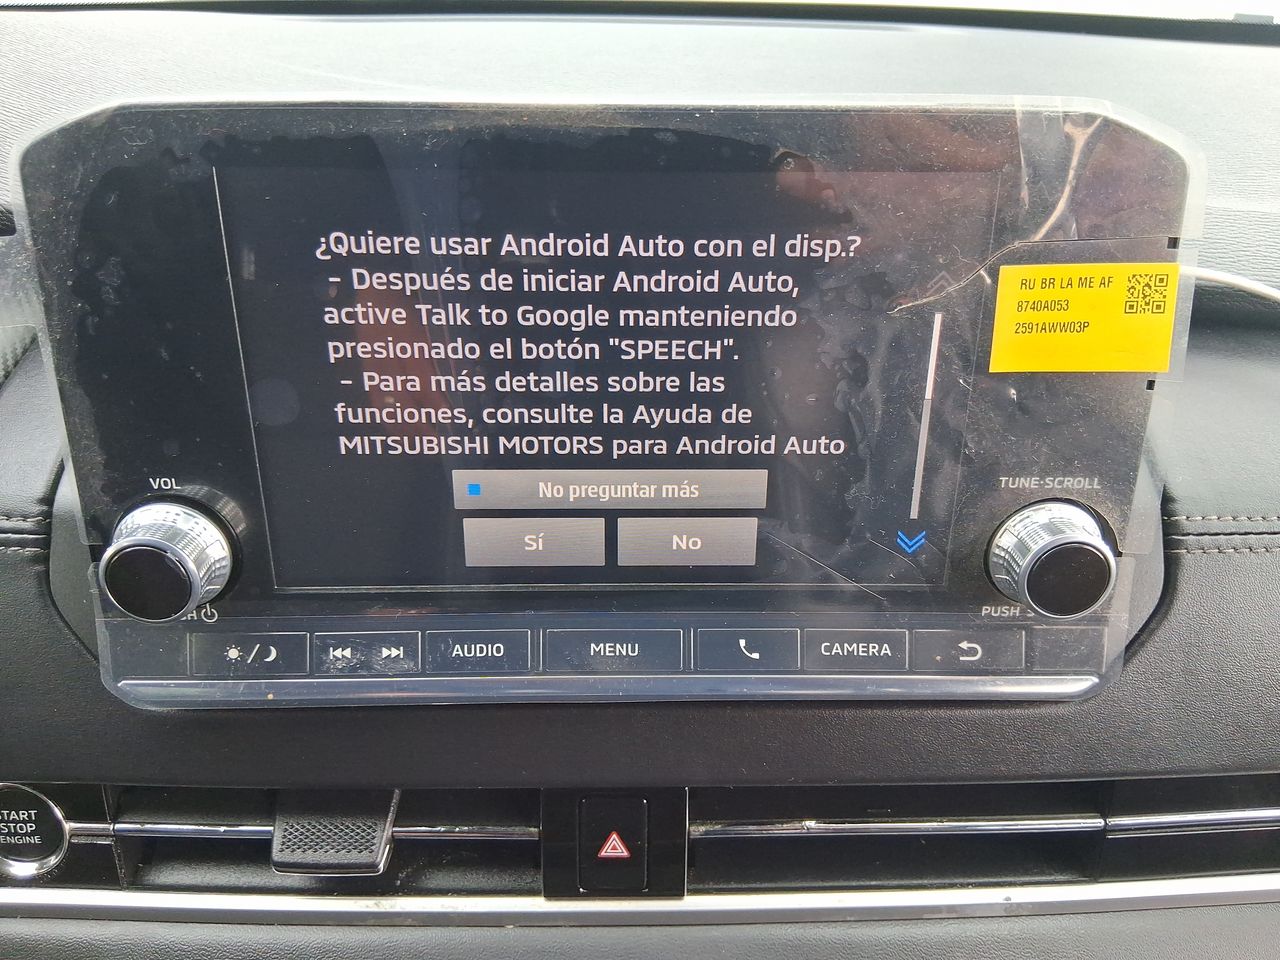 ¿Quiere usar Android Auto con el disp.?
- Después de iniciar Android Auto,
active Talk to Google manteniendo
presionado el botón "SPEECH".
- Para más detalles sobre las
funciones, consulte la Ayuda de
MITSUBISHI MOTORS para Android Auto
No preguntar más
Sí
No
RU BR LA ME AF
8740A053
2591AWW03P
VOL
TUNE·SCROLL
PUSH
AUDIO
MENU
CAMERA
START
STOP
ENGINE